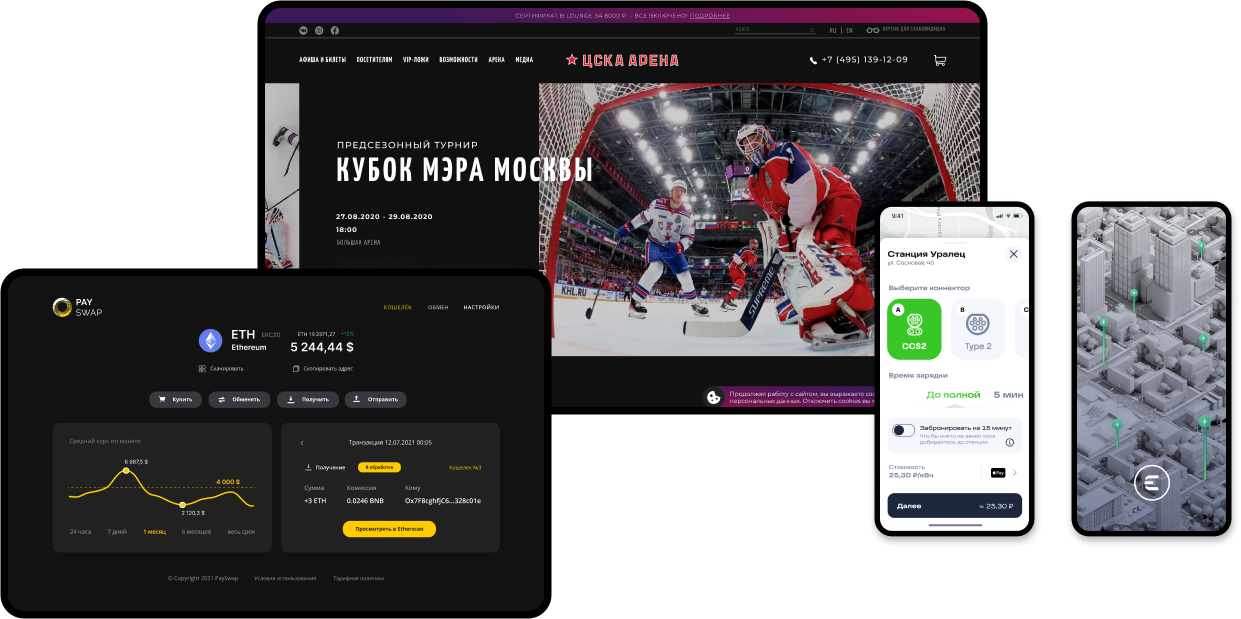 СЕРТИФИКАТ В LOUNGE ЗА 8000 Р. - ВСЕ ВКЛЮЧЕНО! ПОДРОБНЕЕ
ПОИСК
RU | EN
ВЕРСИЯ ДЛЯ СЛАБОВИДЯЩИХ
АФИША И БИЛЕТЫ ПОСЕТИТЕЛЯМ VIP-ЛОЖИ ВОЗМОЖНОСТИ АРЕНА МЕДИА
ЦСКА АРЕНА
+7 (495) 139-12-09
ПРЕДСЕЗОННЫЙ ТУРНИР
КУБОК МЭРА МОСКВЫ
27.08.2020 - 29.08.2020
18:00
БОЛЬШАЯ АРЕНА
KHL.RU
СКА
Продолжая работу с сайтом, вы выражаете
персональных данных. Отключить cookies вы
PAY
SWAP
КОШЕЛЁК ОБМЕН НАСТРОЙКИ
ETH ERC20
Ethereum
ETH 19 2371,27 +12%
5 244,44 $
Сканировать
Скопировать адрес
Купить
Обменять
Получить
Отправить
Средний курс по монете
6 987,5 $
4 000 $
2 120,3 $
24 часа 7 дней 1 месяц 6 месяцев весь срок
Транзакция 12.07.2021 00:05
Получение
В обработке
Кошелек №3
Сумма Комиссия Кому
+3 ETH 0.0246 BNB Ox7F8cghfjC6...328c01e
Просмотреть в Etherscan
© Copyright 2021 PaySwap Условия использования Тарифная политика
9:41
Станция Уралец
ул. Сосновая, 40
Выберите коннектор
A
CCS2
B
Type 2
C
Время зарядки
До полной 5 мин
Забронировать на 15 минут
Что бы никто не занял пока
добираетесь до станции
Стоимость
25,30 ₽/кВч
Pay
Далее ≈ 25,30 ₽